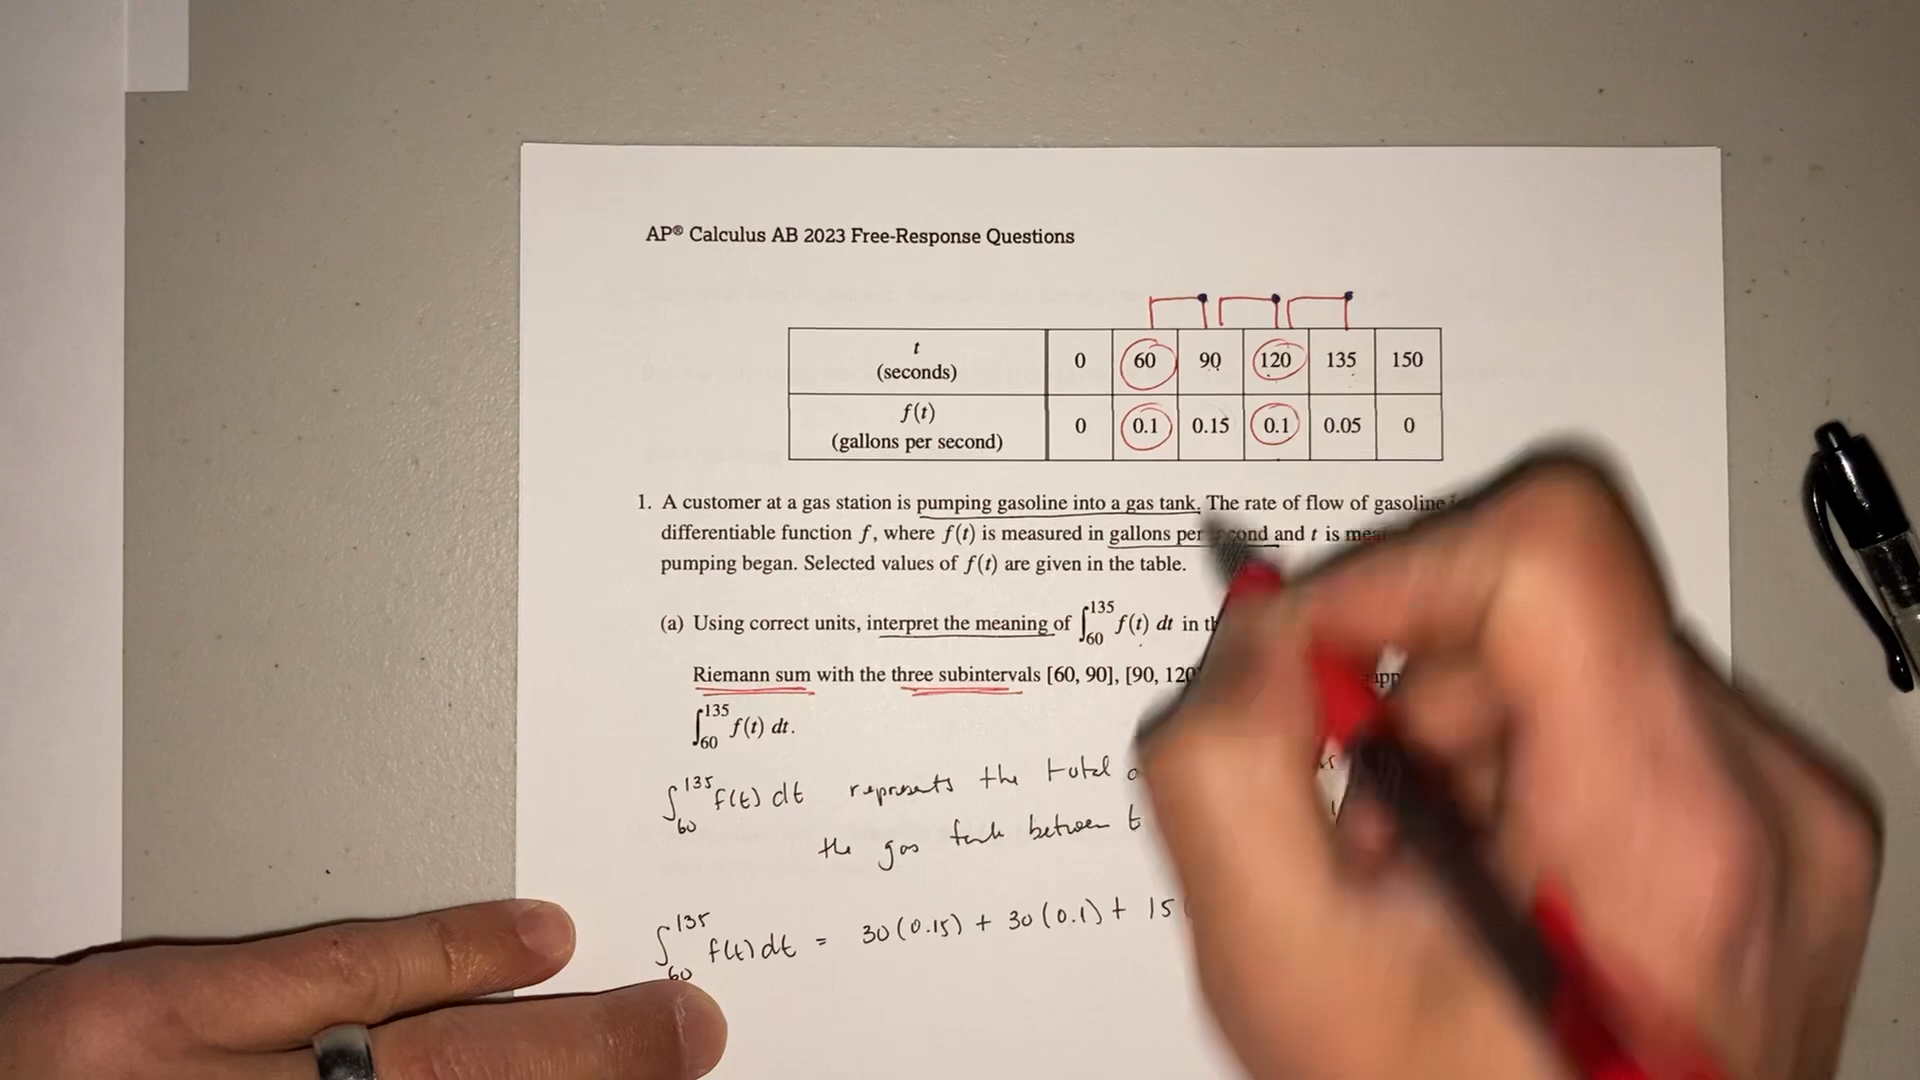 AP® Calculus AB 2023 Free-Response Questions
t (seconds) 0 60 90 120 135 150
f(t) (gallons per second) 0 0.1 0.15 0.1 0.05 0
1. A customer at a gas station is pumping gasoline into a gas tank. The rate of flow of gasoline
differentiable function f, where f(t) is measured in gallons per and t is
pumping began. Selected values of f(t) are given in the table.
(a) Using correct units, interpret the meaning of ∫₆₀¹³⁵ f(t) dt in
Riemann sum with the three subintervals [60, 90], [90, 120
∫₆₀¹³⁵ f(t) dt.
∫₆₀¹³⁵ f(t) dt represents the total
the gas tank between t
∫₆₀¹³⁵ f(t) dt = 30(0.15) + 30(0.1) + 15